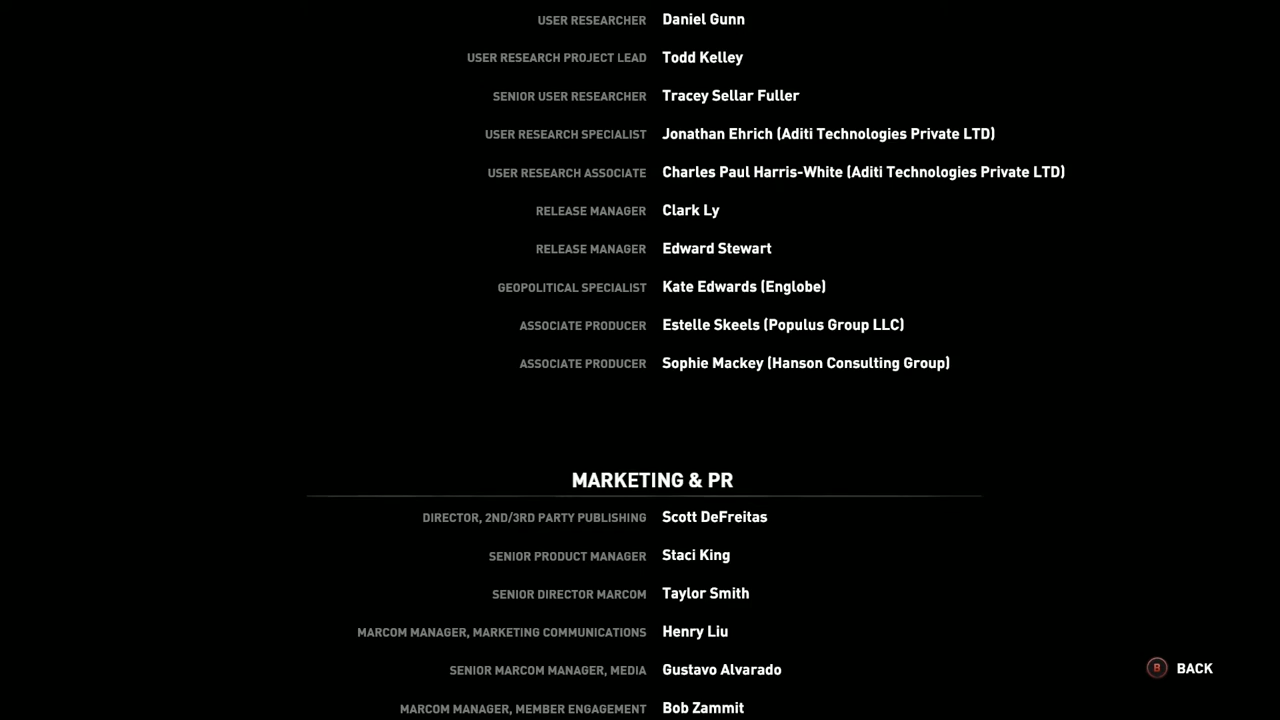 USER RESEARCHER Daniel Gunn
USER RESEARCH PROJECT LEAD Todd Kelley
SENIOR USER RESEARCHER Tracey Sellar Fuller
USER RESEARCH SPECIALIST Jonathan Ehrich (Aditi Technologies Private LTD)
USER RESEARCH ASSOCIATE Charles Paul Harris-White (Aditi Technologies Private LTD)
RELEASE MANAGER Clark Ly
RELEASE MANAGER Edward Stewart
GEOPOLITICAL SPECIALIST Kate Edwards (Englobe)
ASSOCIATE PRODUCER Estelle Skeels (Populus Group LLC)
ASSOCIATE PRODUCER Sophie Mackey (Hanson Consulting Group)
MARKETING & PR
DIRECTOR, 2ND/3RD PARTY PUBLISHING Scott DeFreitas
SENIOR PRODUCT MANAGER Staci King
SENIOR DIRECTOR MARCOM Taylor Smith
MARCOM MANAGER, MARKETING COMMUNICATIONS Henry Liu
SENIOR MARCOM MANAGER, MEDIA Gustavo Alvarado
B BACK
MARCOM MANAGER, MEMBER ENGAGEMENT Bob Zammit